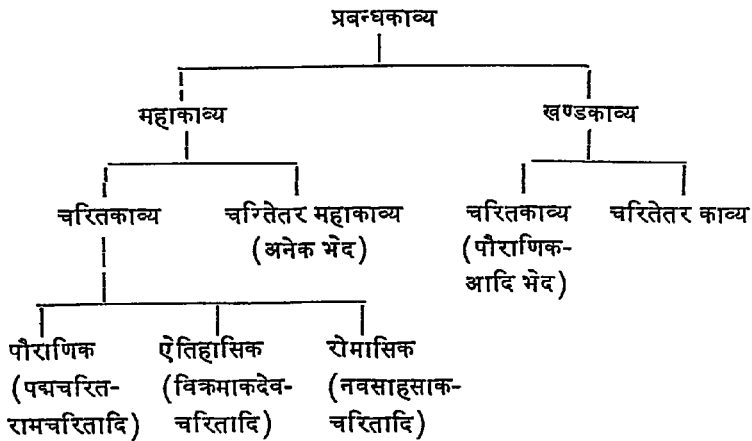 प्रबन्धकाव्य
महाकाव्य खण्डकाव्य
चरितकाव्य चरितेतर महाकाव्य चरितकाव्य चरितेतर काव्य
(अनेक भेद) (पौराणिक-
आदि भेद)
पौराणिक ऐतिहासिक रोमासिक
(पद्मचरित- (विक्रमाकदेव- (नवसाहसाक-
रामचरितादि) चरितादि) चरितादि)